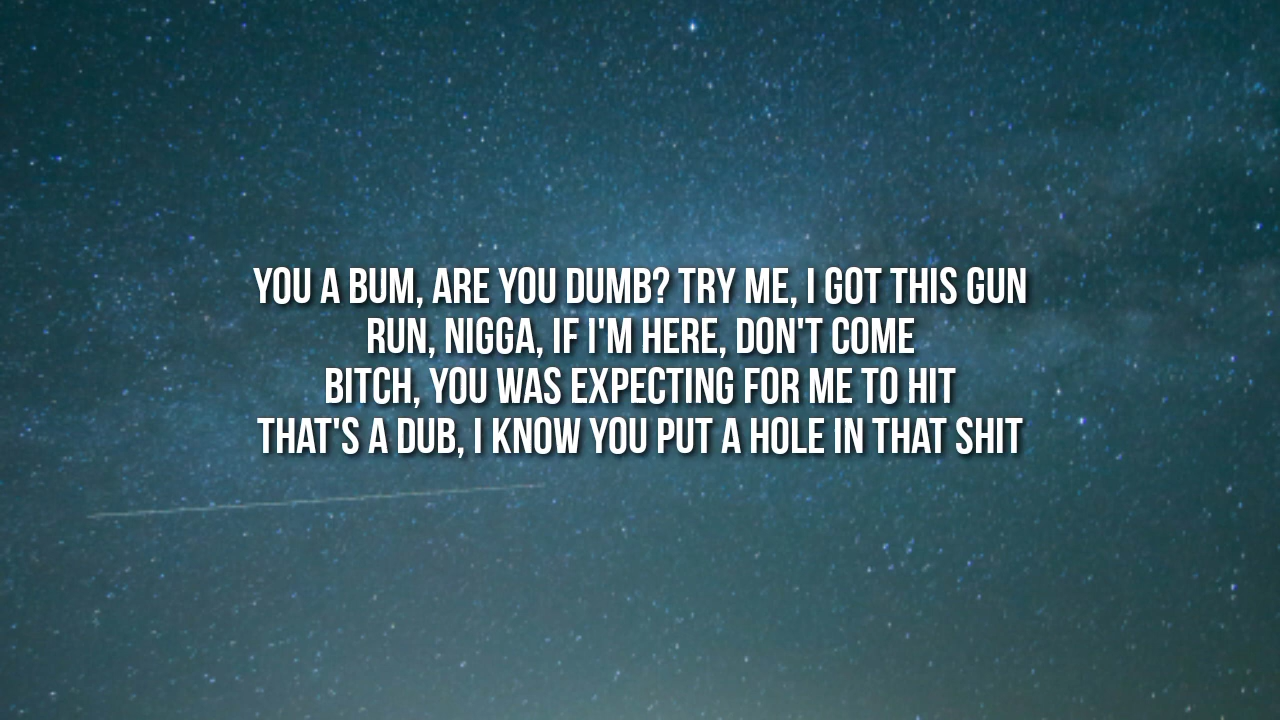 YOU A BUM, ARE YOU DUMB? TRY ME, I GOT THIS GUN
RUN, NIGGA, IF I'M HERE, DON'T COME
BITCH, YOU WAS EXPECTING FOR ME TO HIT
THAT'S A DUB, I KNOW YOU PUT A HOLE IN THAT SHIT